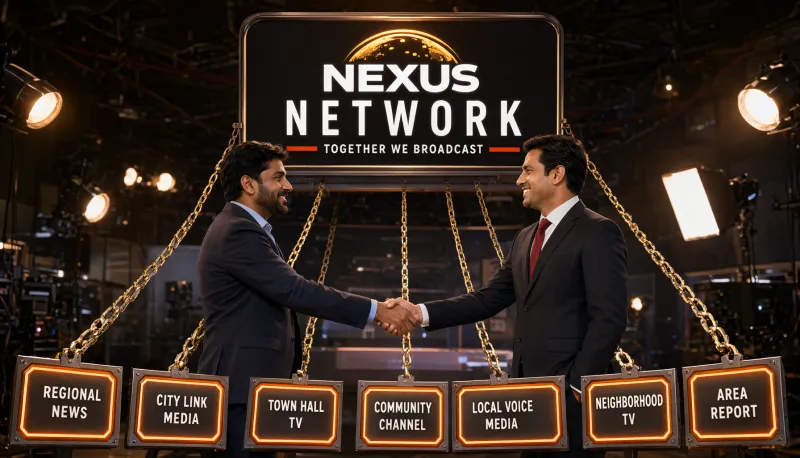 NEXUS
NETWORK
TOGETHER WE BROADCAST
REGIONAL
NEWS
CITY LINK
MEDIA
TOWN HALL
TV
COMMUNITY
CHANNEL
LOCAL VOICE
MEDIA
NEIGHBORHOOD
TV
AREA
REPORT